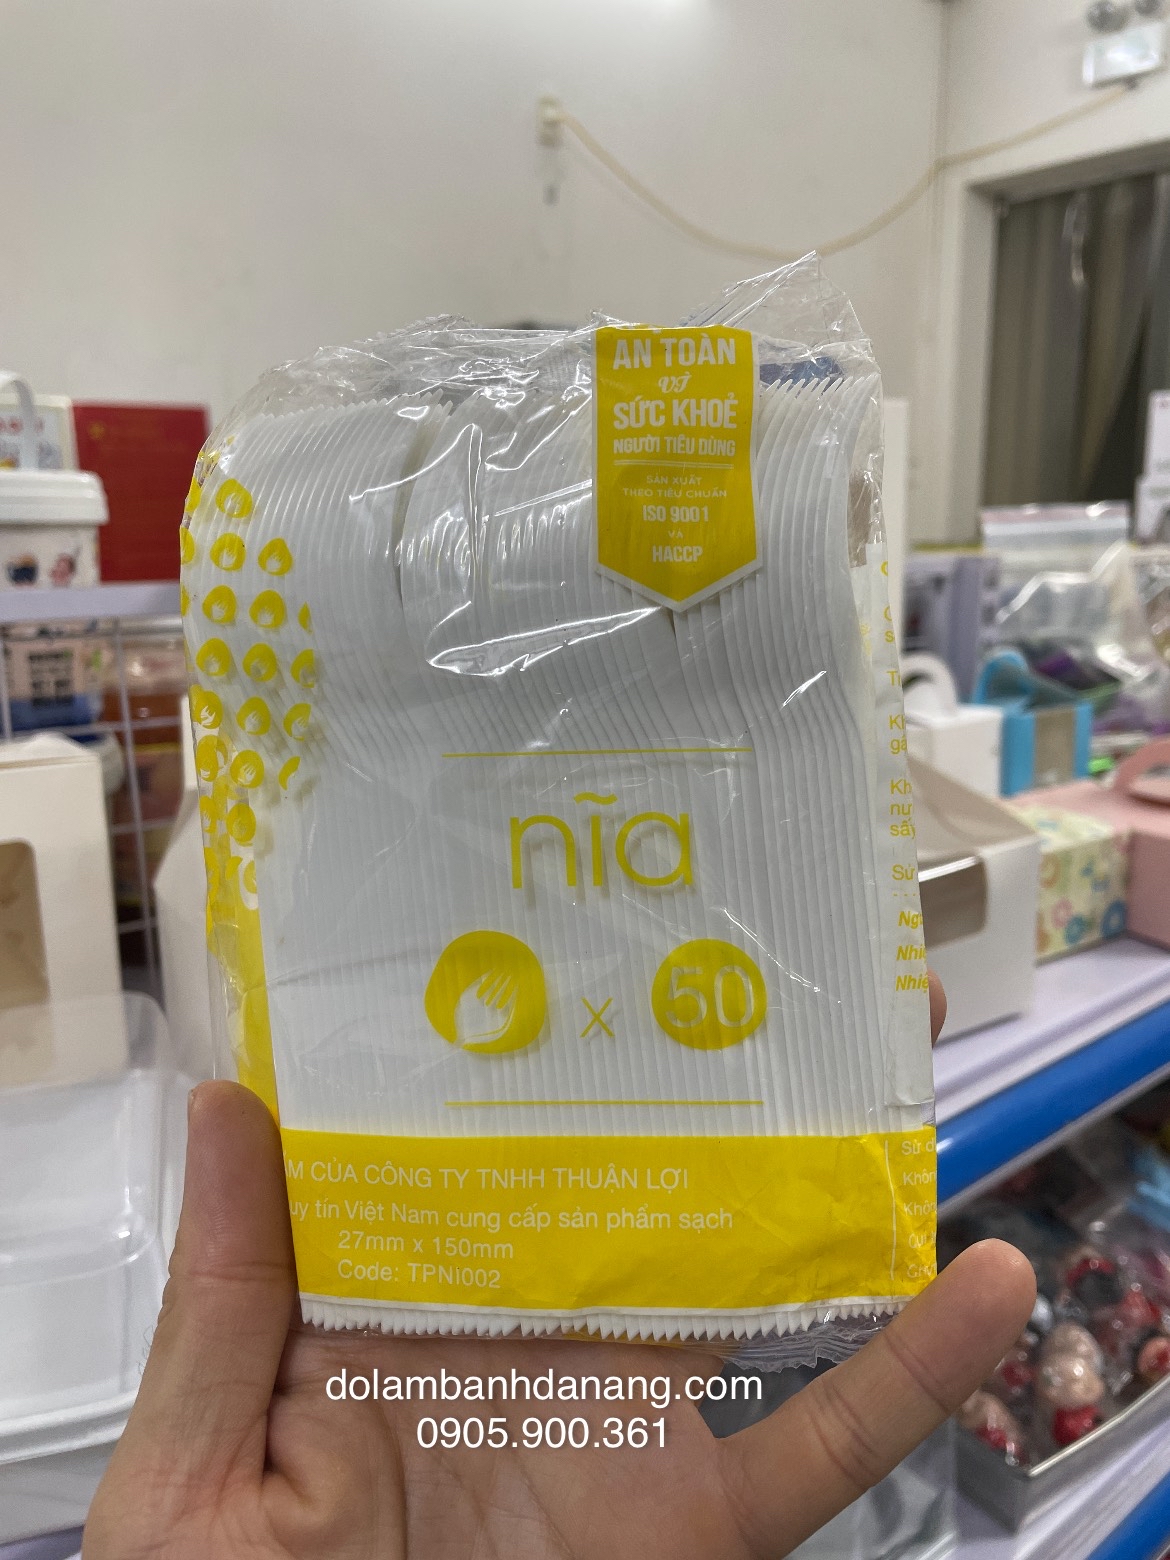 AN TOÀN
VÌ
SỨC KHOẺ
NGƯỜI TIÊU DÙNG
SẢN XUẤT
THEO TIÊU CHUẨN
ISO 9001
VÀ
HACCP
nĩa
x 50
CỦA CÔNG TY TNHH THUẬN LỢI
tín Việt Nam cung cấp sản phẩm sạch
27mm x 150mm
Code: TPNI002
dolambanhdanang.com
0905.900.361